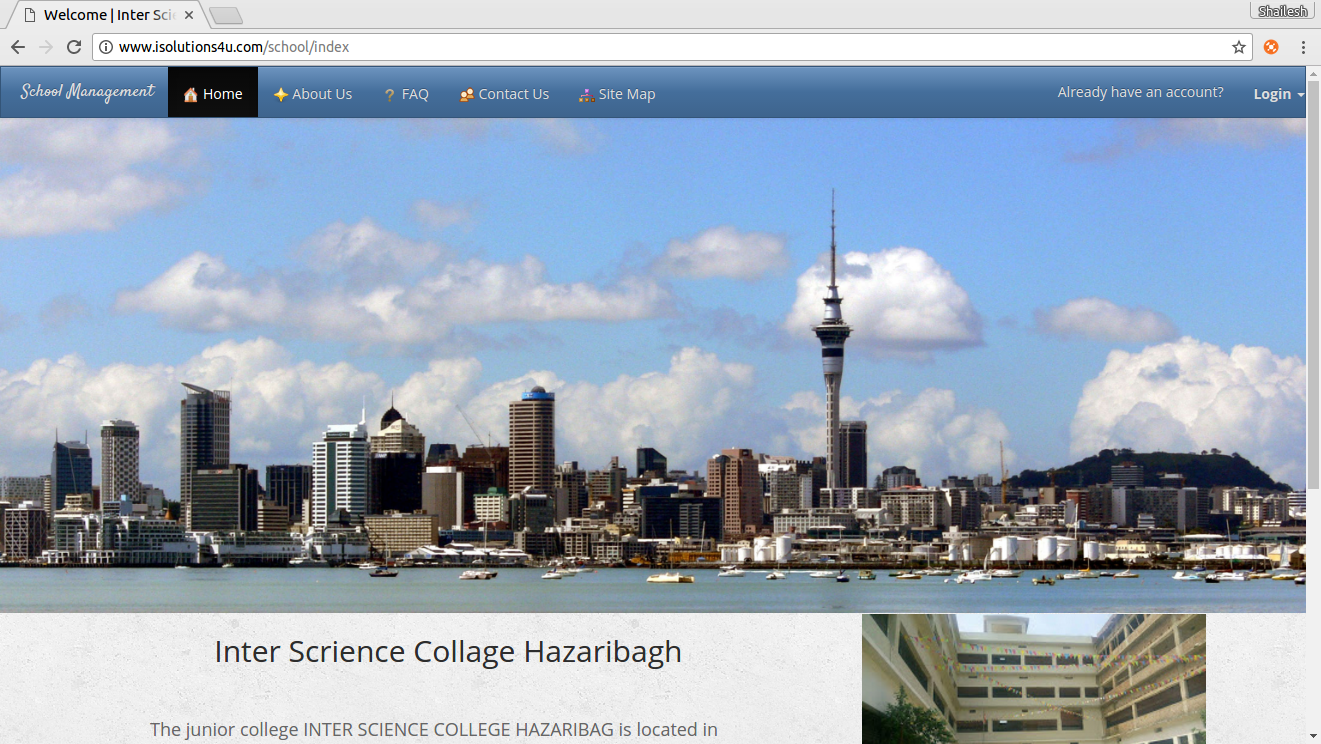 Welcome | Inter Sci
Shailesh
www.isolutions4u.com/school/index
School Management
Home
About Us
FAQ
Contact Us
Site Map
Already have an account?
Login
Inter Scrience Collage Hazaribagh
The junior college INTER SCIENCE COLLEGE HAZARIBAG is located in